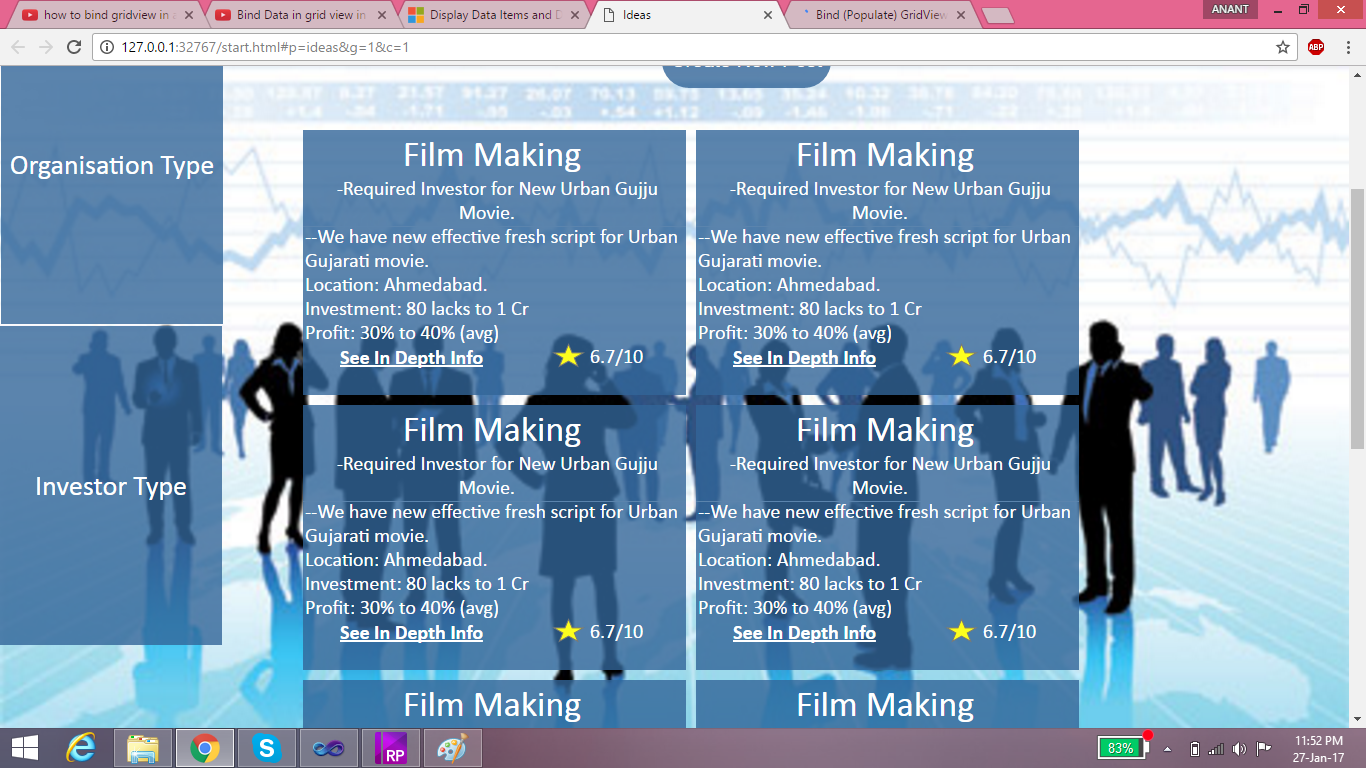 how to bind gridview in
Bind Data in grid view in
Display Data Items and D
Ideas
Bind (Populate) GridView
ANANT
127.0.0.1:32767/start.html#p=ideas&g=1&c=1
ABP
Organisation Type
Investor Type
Film Making
-Required Investor for New Urban Gujju
Movie.
--We have new effective fresh script for Urban
Gujarati movie.
Location: Ahmedabad.
Investment: 80 lacks to 1 Cr
Profit: 30% to 40% (avg)
See In Depth Info 6.7/10
Film Making
-Required Investor for New Urban Gujju
Movie.
--We have new effective fresh script for Urban
Gujarati movie.
Location: Ahmedabad.
Investment: 80 lacks to 1 Cr
Profit: 30% to 40% (avg)
See In Depth Info 6.7/10
Film Making
-Required Investor for New Urban Gujju
Movie.
--We have new effective fresh script for Urban
Gujarati movie.
Location: Ahmedabad.
Investment: 80 lacks to 1 Cr
Profit: 30% to 40% (avg)
See In Depth Info 6.7/10
Film Making
-Required Investor for New Urban Gujju
Movie.
--We have new effective fresh script for Urban
Gujarati movie.
Location: Ahmedabad.
Investment: 80 lacks to 1 Cr
Profit: 30% to 40% (avg)
See In Depth Info 6.7/10
Film Making
Film Making
RP
83%
11:52 PM
27-Jan-17